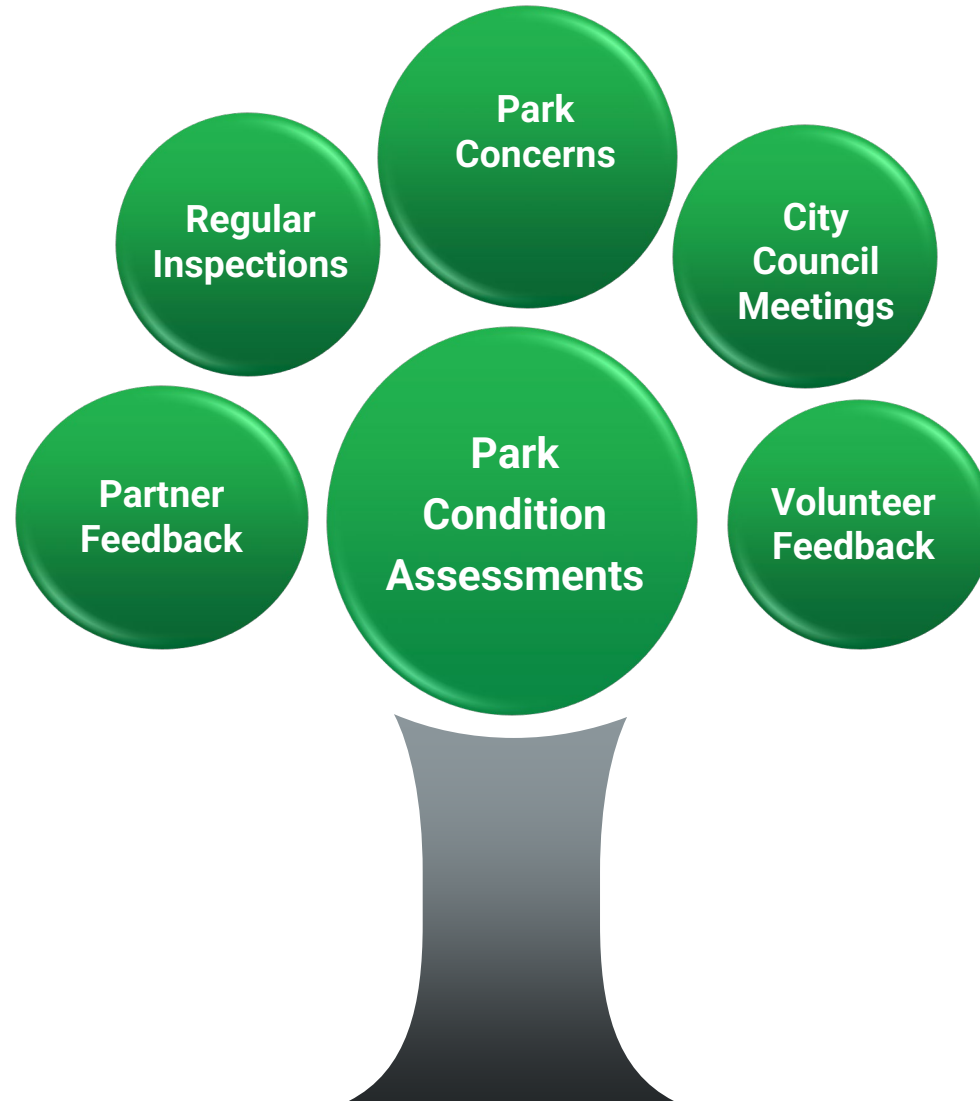 Park
Concerns
Regular
Inspections
City
Council
Meetings
Park
Condition
Assessments
Partner
Feedback
Volunteer
Feedback